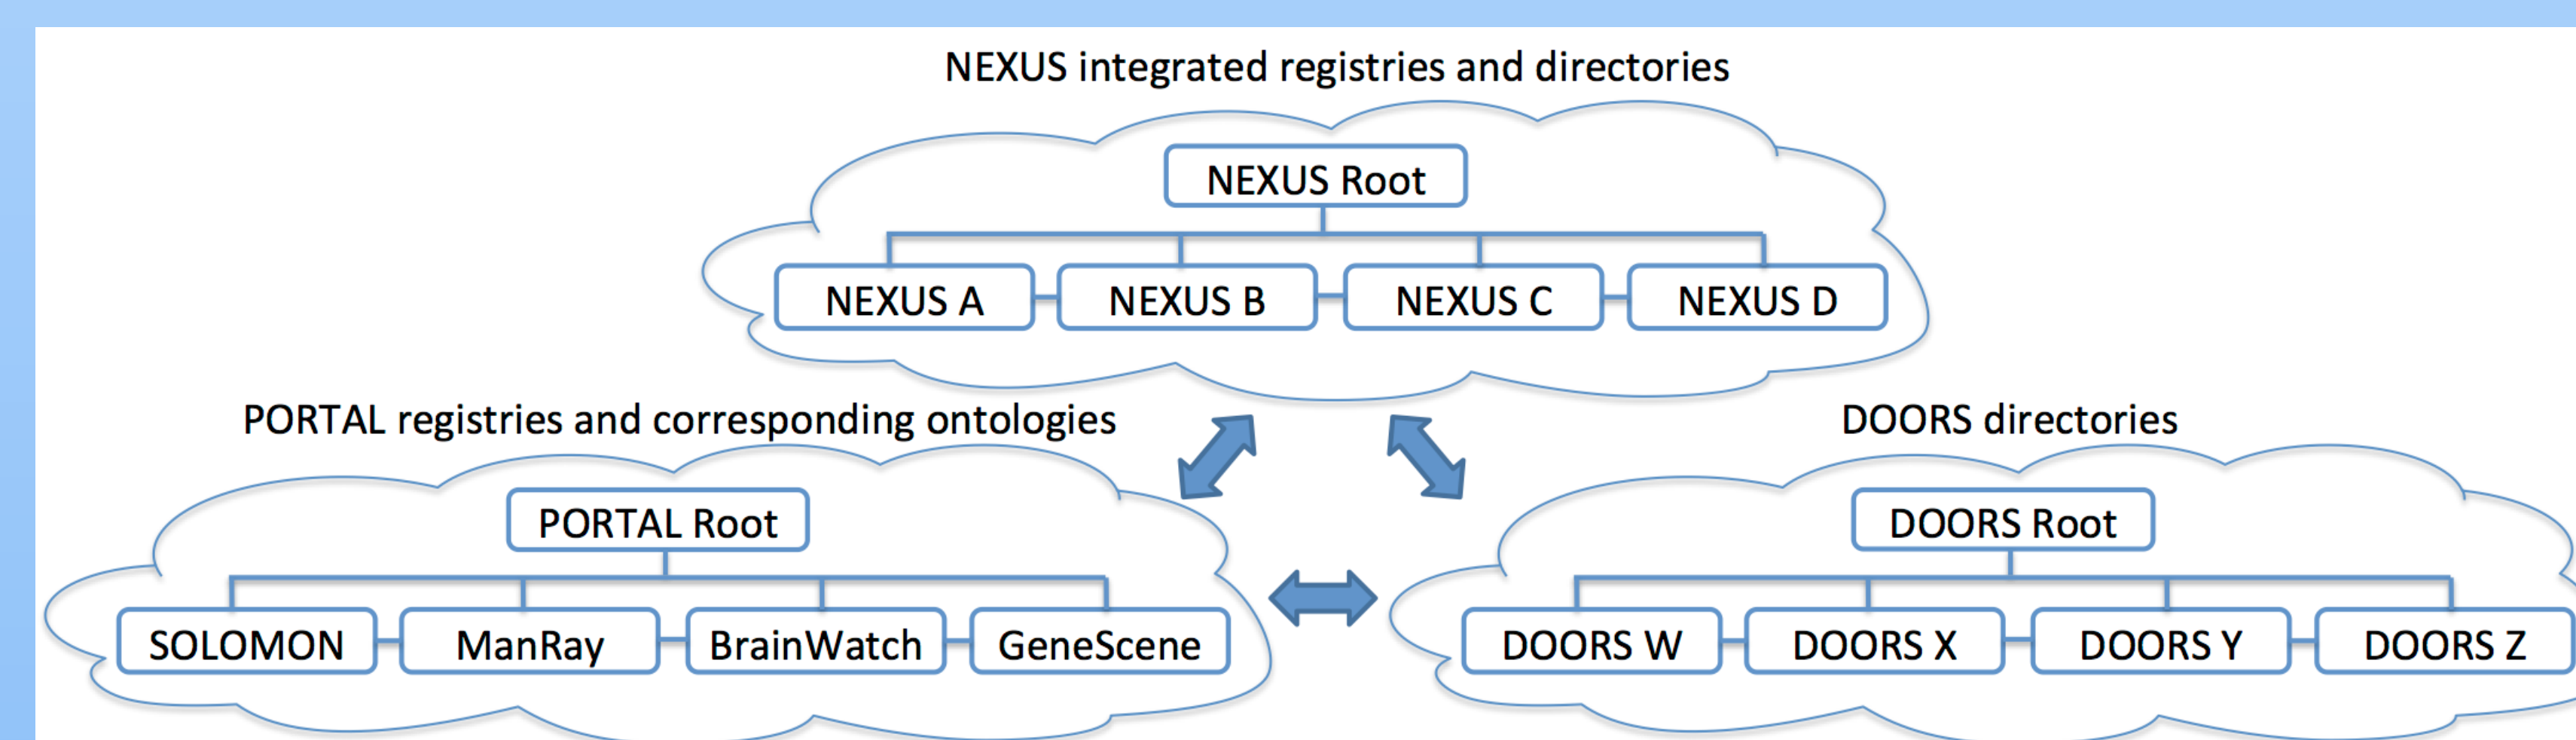 NEXUS integrated registries and directories
NEXUS Root
NEXUS A
NEXUS B
NEXUS C
NEXUS D
PORTAL registries and corresponding ontologies
PORTAL Root
SOLOMON
ManRay
BrainWatch
GeneScene
DOORS directories
DOORS Root
DOORS W
DOORS X
DOORS Y
DOORS Z